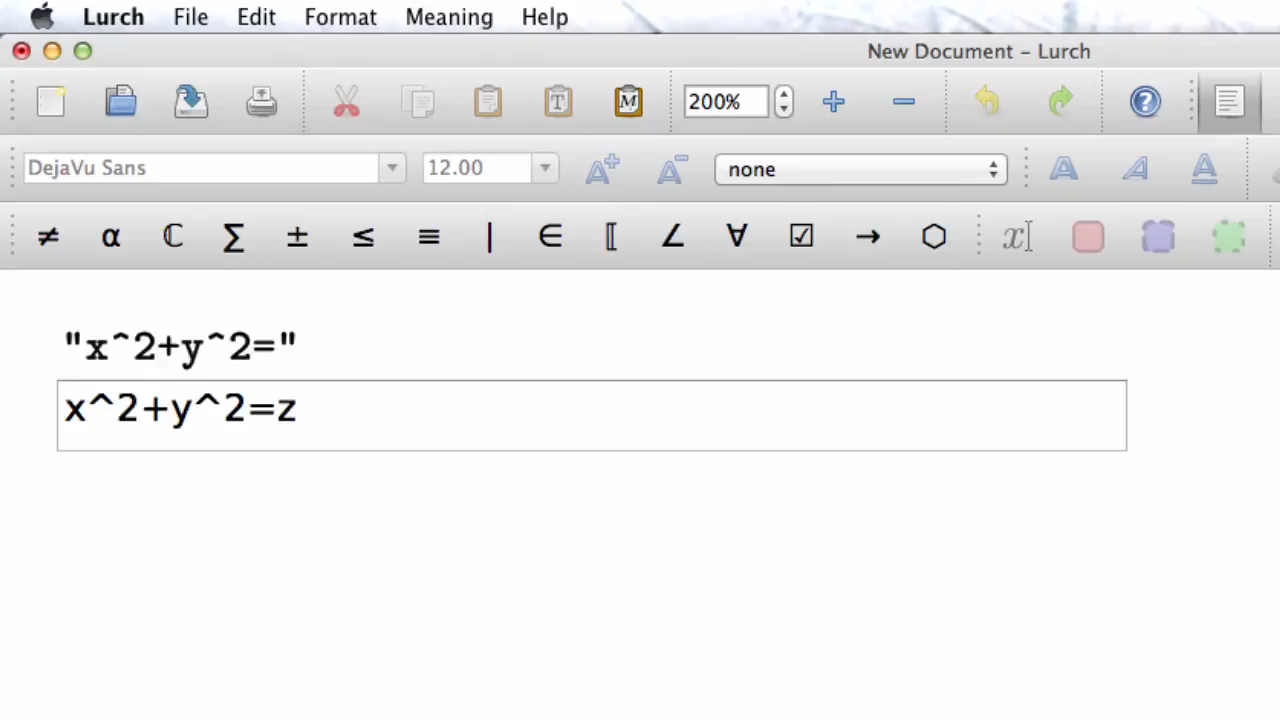 Lurch File Edit Format Meaning Help
New Document – Lurch
200%
DejaVu Sans 12.00 none
≠ α ℂ ∑ ± ≤ ≡ | ∈ ⟦ ∠ ∀ ☑ → ⬡ x
"x^2+y^2="
x^2+y^2=z